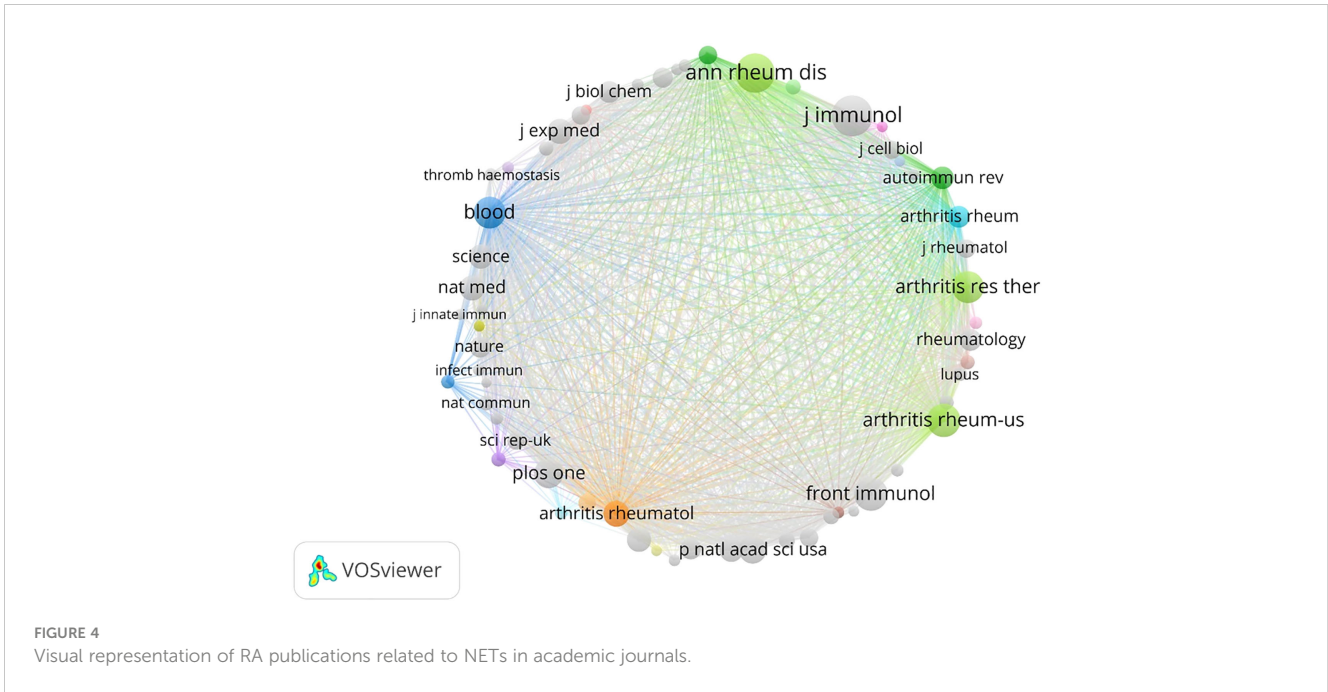 ann rheum dis
j biol chem
j immunol
j exp med
j cell biol
thromb haemostasis
autoimmun rev
blood
arthritis rheum
j rheumatol
science
nat med
arthritis res ther
j innate immun
rheumatology
nature
infect immun
lupus
nat commun
arthritis rheum-us
sci rep-uk
plos one
front immunol
arthritis rheumatol
p natl acad sci usa
VOSviewer
FIGURE 4
Visual representation of RA publications related to NETs in academic journals.